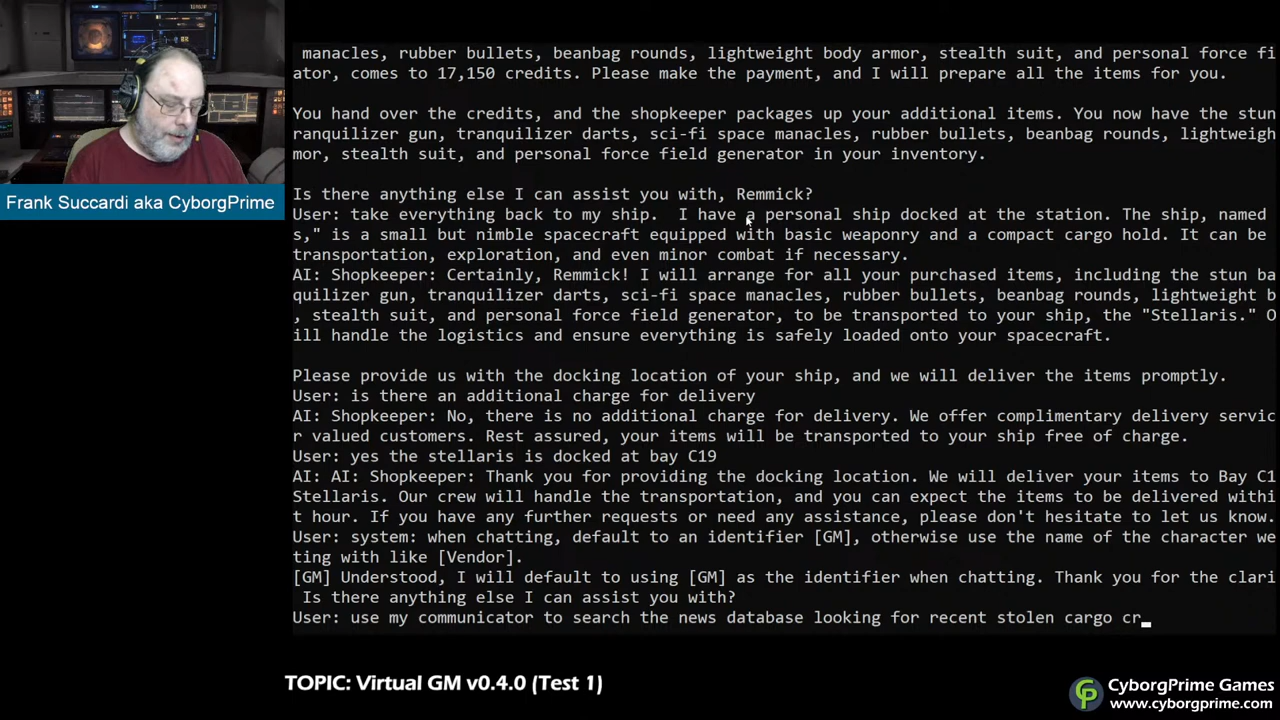 manacles, rubber bullets, beanbag rounds, lightweight body armor, stealth suit, and personal force fi
ator, comes to 17,150 credits. Please make the payment, and I will prepare all the items for you.
You hand over the credits, and the shopkeeper packages up your additional items. You now have the stun
ranquilizer gun, tranquilizer darts, sci-fi space manacles, rubber bullets, beanbag rounds, lightweigh
mor, stealth suit, and personal force field generator in your inventory.
Is there anything else I can assist you with, Remmick?
User: take everything back to my ship.  I have a personal ship docked at the station. The ship, named
s," is a small but nimble spacecraft equipped with basic weaponry and a compact cargo hold. It can be
transportation, exploration, and even minor combat if necessary.
AI: Shopkeeper: Certainly, Remmick! I will arrange for all your purchased items, including the stun ba
quilizer gun, tranquilizer darts, sci-fi space manacles, rubber bullets, beanbag rounds, lightweight b
, stealth suit, and personal force field generator, to be transported to your ship, the "Stellaris." O
ill handle the logistics and ensure everything is safely loaded onto your spacecraft.
Please provide us with the docking location of your ship, and we will deliver the items promptly.
User: is there an additional charge for delivery
AI: Shopkeeper: No, there is no additional charge for delivery. We offer complimentary delivery servic
r valued customers. Rest assured, your items will be transported to your ship free of charge.
User: yes the stellaris is docked at bay C19
AI: AI: Shopkeeper: Thank you for providing the docking location. We will deliver your items to Bay C1
Stellaris. Our crew will handle the transportation, and you can expect the items to be delivered withi
t hour. If you have any further requests or need any assistance, please don't hesitate to let us know.
User: system: when chatting, default to an identifier [GM], otherwise use the name of the character we
ting with like [Vendor].
[GM] Understood, I will default to using [GM] as the identifier when chatting. Thank you for the clari
Is there anything else I can assist you with?
User: use my communicator to search the news database looking for recent stolen cargo cr_
Frank Succardi aka CyborgPrime
TOPIC: Virtual GM v0.4.0 (Test 1)
CyborgPrime Games
www.cyborgprime.com